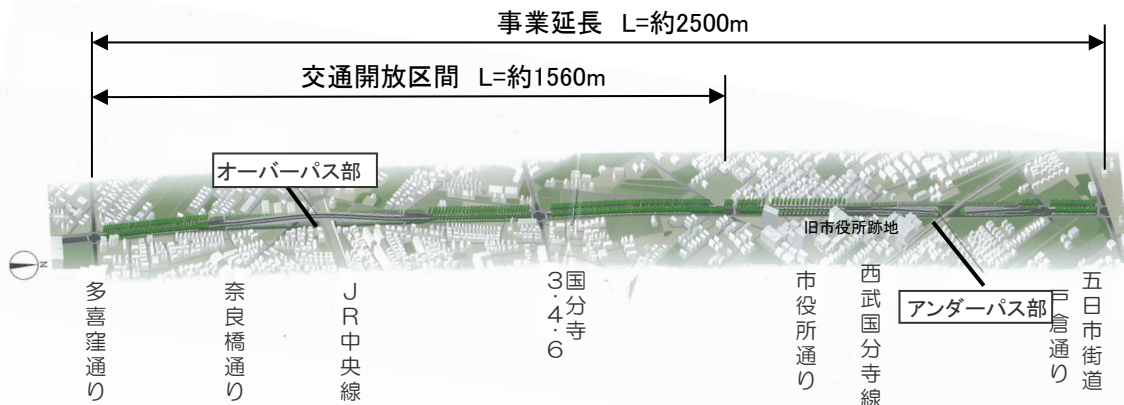 事業延長 L=約2500m
交通開放区間 L=約1560m
オーバーパス部
旧市役所跡地
N
アンダーパス部
多喜窪通り
奈良橋通り
JR中央線
国分寺
3・4・6
市役所通り
西武国分寺線
戸倉通り
五日市街道